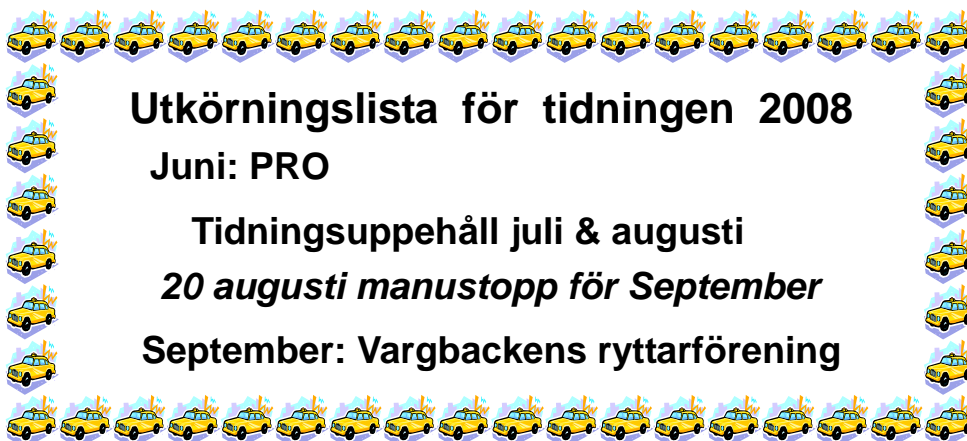 Utkörningslista för tidningen 2008
Juni: PRO
Tidningsuppehåll juli & augusti
20 augusti manustopp för September
September: Vargbackens ryttarförening